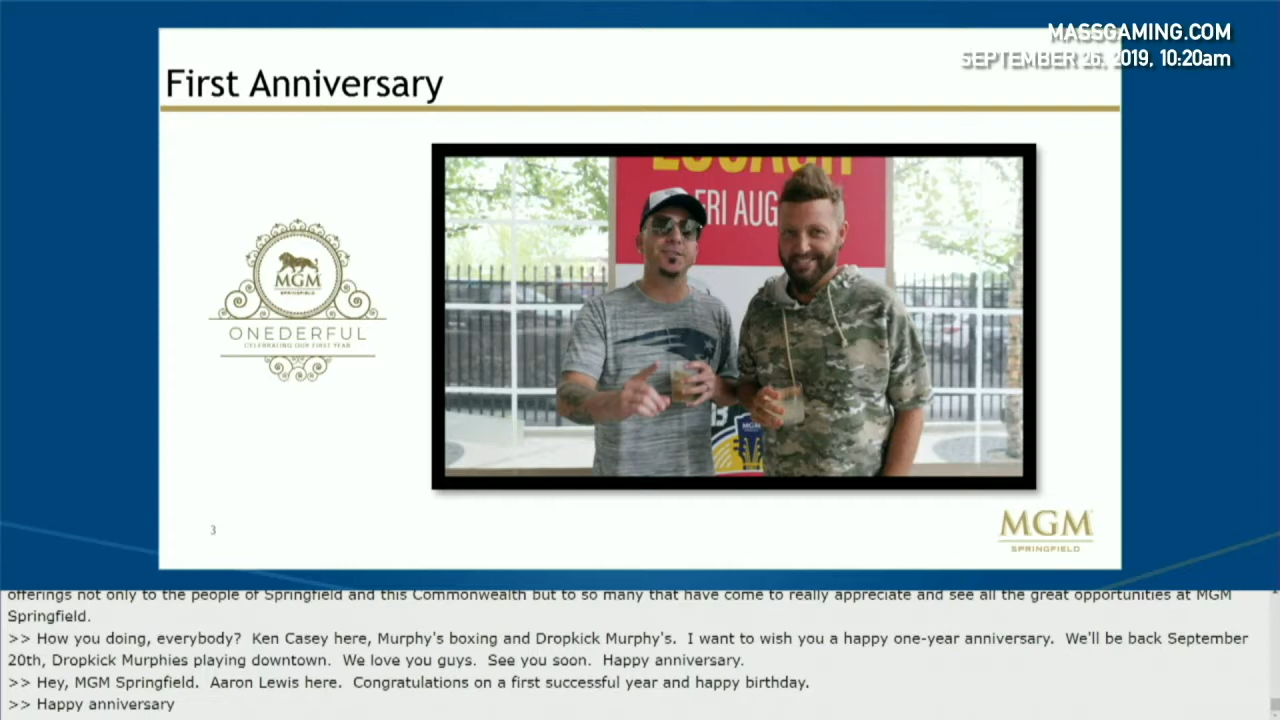 MASSGAMING.COM
SEPTEMBER 26, 2019, 10:20am
First Anniversary
FRI AUG
MGM
SPRINGFIELD
ONEDERFUL
CELEBRATING OUR FIRST YEAR
MGM
3
MGM
SPRINGFIELD
offerings not only to the people of Springfield and this Commonwealth but to so many that have come to really appreciate and see all the great opportunities at MGM
Springfield.
>> How you doing, everybody? Ken Casey here, Murphy's boxing and Dropkick Murphy's. I want to wish you a happy one-year anniversary. We'll be back September
20th, Dropkick Murphies playing downtown. We love you guys. See you soon. Happy anniversary.
>> Hey, MGM Springfield. Aaron Lewis here. Congratulations on a first successful year and happy birthday.
>> Happy anniversary